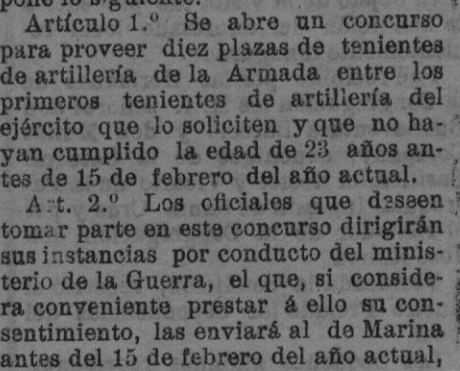 pone lo siguiente:
Artículo 1.º Se abre un concurso
para proveer diez plazas de tenientes
de artillería de la Armada entre los
primeros tenientes de artillería del
ejército que lo soliciten y que no ha-
yan cumplido la edad de 23 años an-
tes de 15 de febrero del año actual.
Art. 2.º Los oficiales que deseen
tomar parte en este concurso dirigirán
sus instancias por conducto del minis-
terio de la Guerra, el que, si conside-
ra conveniente prestar á ello su con-
sentimiento, las enviará al de Marina
antes del 15 de febrero del año actual,